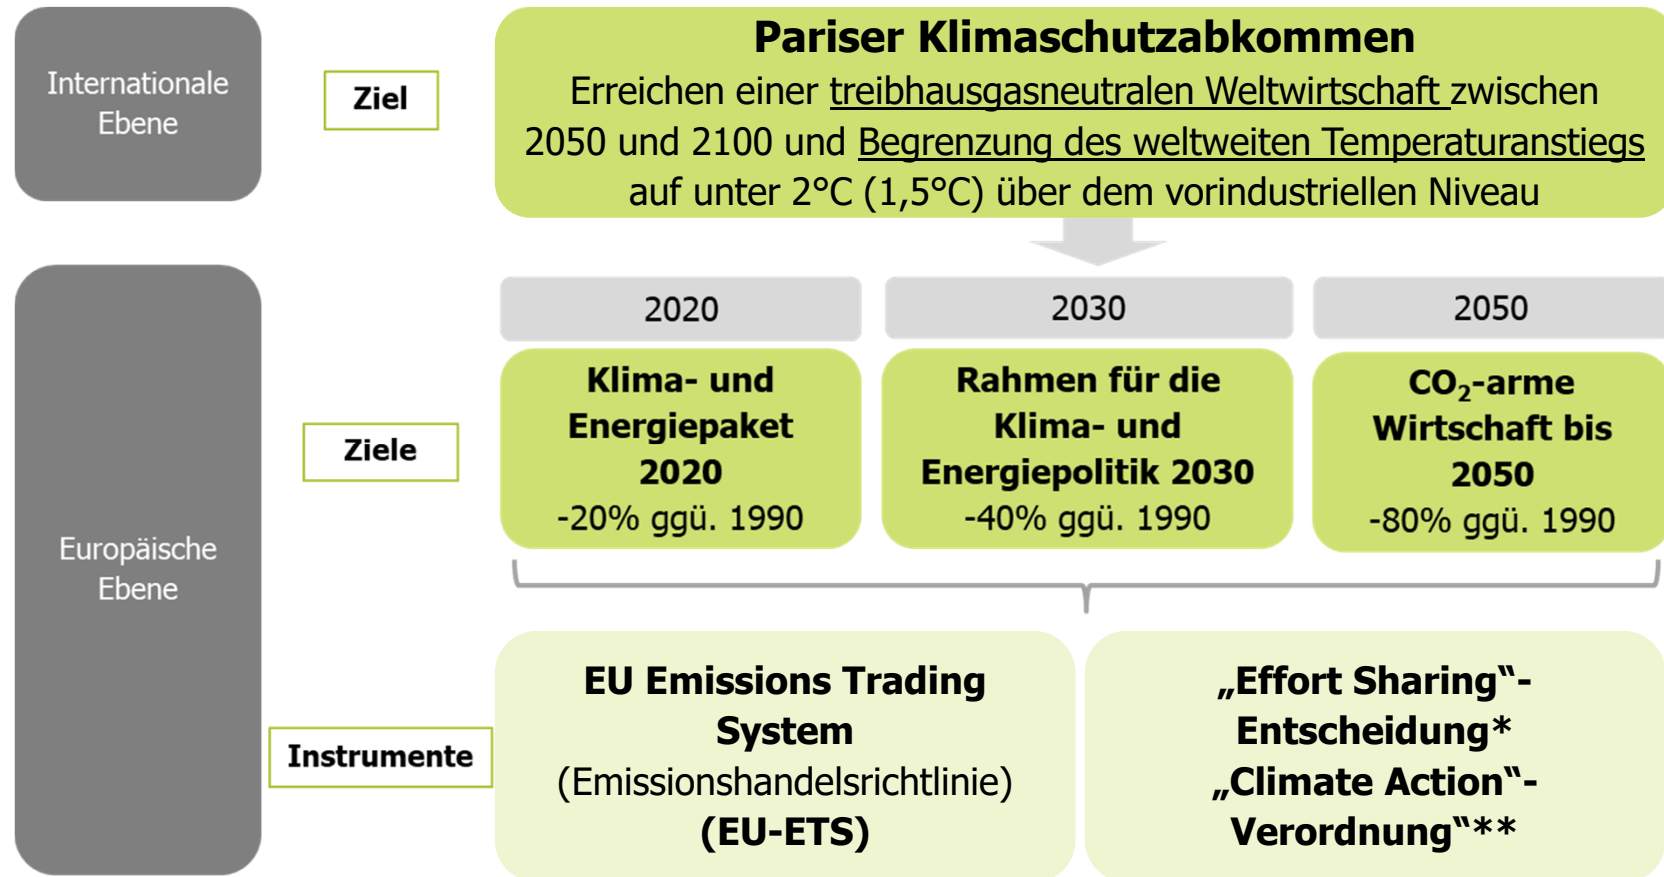 Internationale
Ebene
Ziel
Pariser Klimaschutzabkommen
Erreichen einer treibhausgasneutralen Weltwirtschaft zwischen
2050 und 2100 und Begrenzung des weltweiten Temperaturanstiegs
auf unter 2°C (1,5°C) über dem vorindustriellen Niveau
Europäische
Ebene
2020
2030
2050
Ziele
Klima- und
Energiepaket
2020
-20% ggü. 1990
Rahmen für die
Klima- und
Energiepolitik 2030
-40% ggü. 1990
CO₂-arme
Wirtschaft bis
2050
-80% ggü. 1990
Instrumente
EU Emissions Trading
System
(Emissionshandelsrichtlinie)
(EU-ETS)
„Effort Sharing‟-
Entscheidung*
„Climate Action‟-
Verordnung‟**